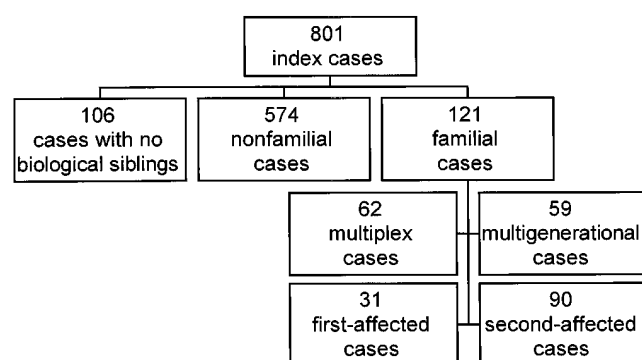 801
index cases
106
cases with no
biological siblings
574
nonfamilial
cases
121
familial
cases
62
multiplex
cases
59
multigenerational
cases
31
first-affected
cases
90
second-affected
cases